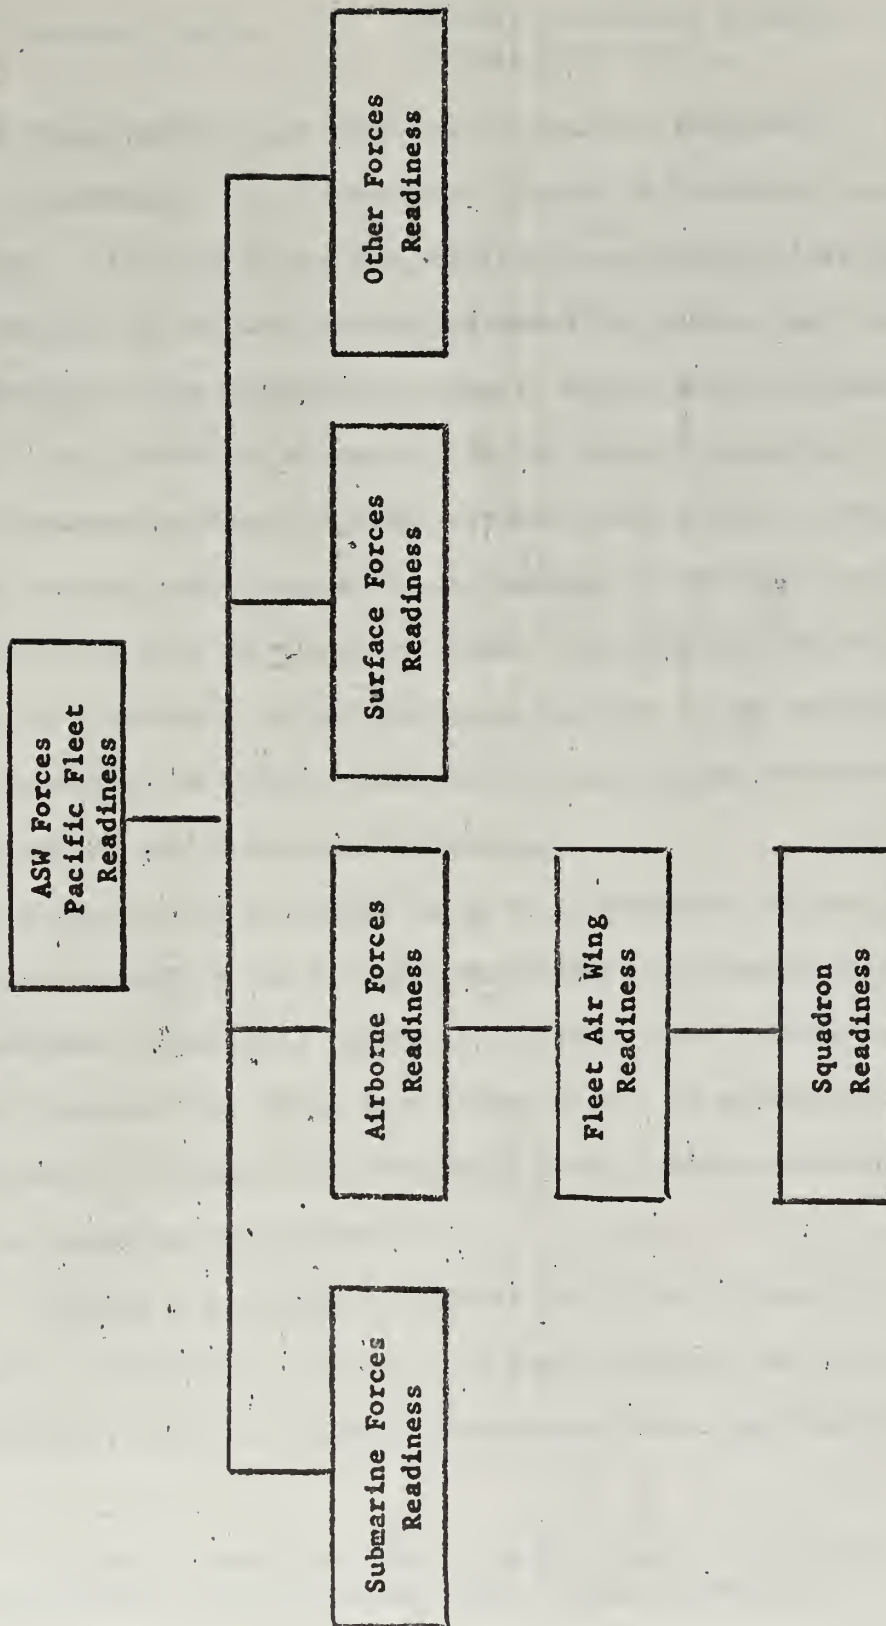 ASW Forces
Pacific Fleet
Readiness
Submarine Forces
Readiness
Airborne Forces
Readiness
Surface Forces
Readiness
Other Forces
Readiness
Fleet Air Wing
Readiness
Squadron
Readiness